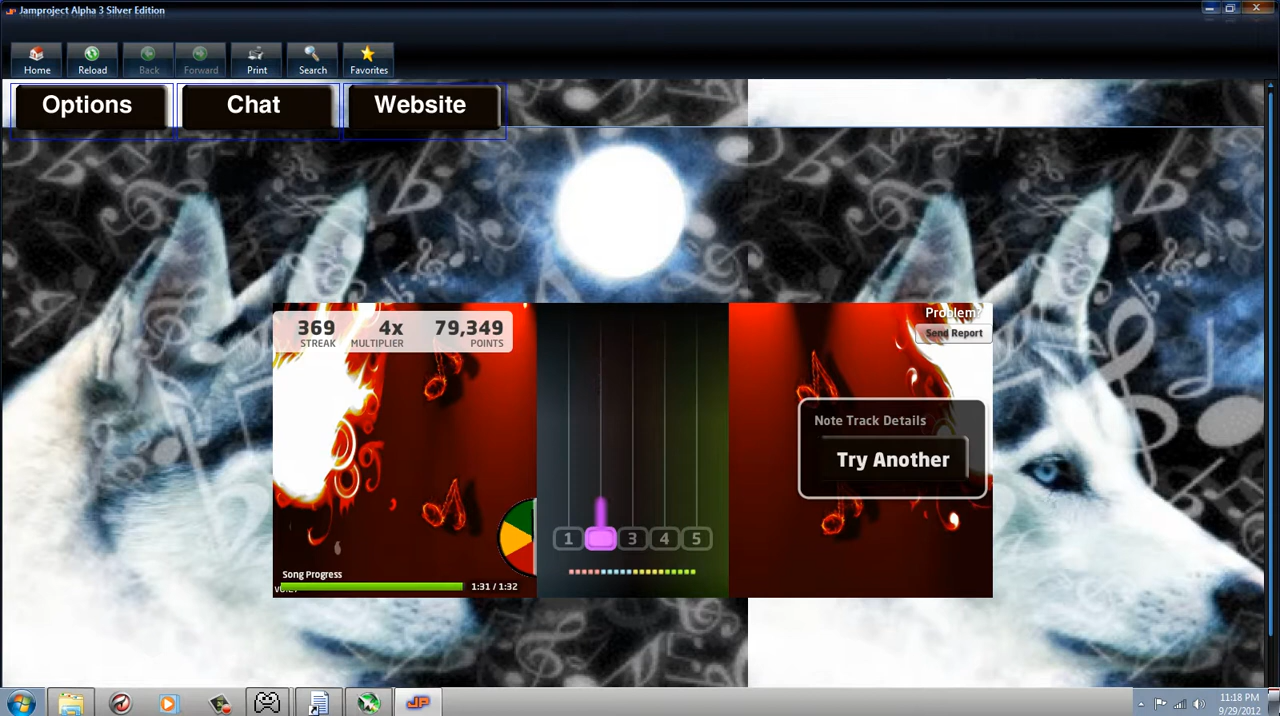 Jamproject Alpha 3 Silver Edition
Home Reload Back Forward Print Search Favorites
Options Chat Website
369 4x 79,349
STREAK MULTIPLIER POINTS
Problem?
Send Report
Note Track Details
Try Another
1 3 4 5
Song Progress
1:31 / 1:32
JP
11:18 PM
9/29/2012